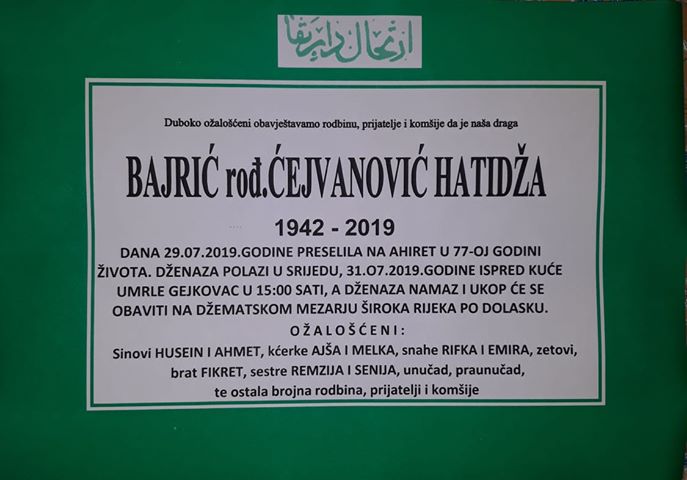 ارتحال دار بقا
Duboko ožalošćeni obavještavamo rodbinu, prijatelje i komšije da je naša draga
BAJRIĆ rođ.ĆEJVANOVIĆ HATIDŽA
1942 - 2019
DANA 29.07.2019.GODINE PRESELILA NA AHIRET U 77-OJ GODINI
ŽIVOTA. DŽENAZA POLAZI U SRIJEDU, 31.O7.2019.GODINE ISPRED KUĆE
UMRLE GEJKOVAC U 15:00 SATI, A DŽENAZA NAMAZ I UKOP ĆE SE
OBAVITI NA DŽEMATSKOM MEZARJU ŠIROKA RIJEKA PO DOLASKU.
O Ž A L O Š Ć E N I :
Sinovi HUSEIN I AHMET, kćerke AJŠA I MELKA, snahe RIFKA I EMIRA, zetovi,
brat FIKRET, sestre REMZIJA I SENIJA, unučad, praunučad,
te ostala brojna rodbina, prijatelji i komšije